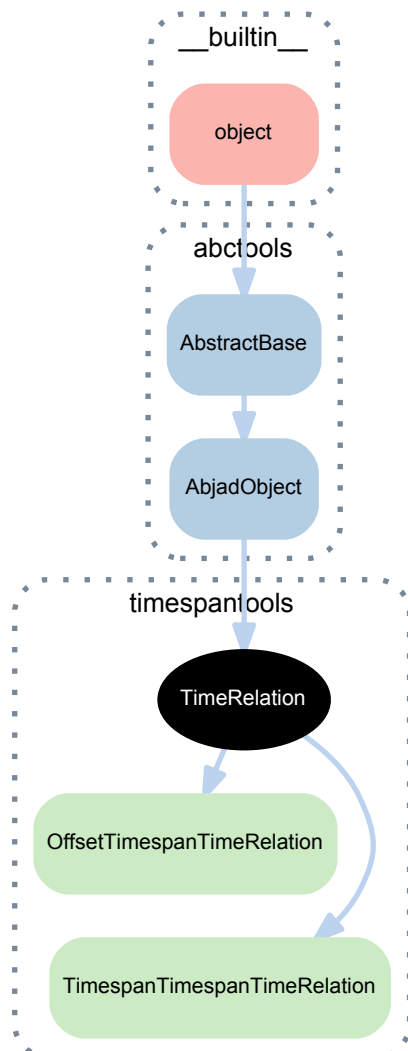 __builtin__
object
abctools
AbstractBase
AbjadObject
timespantools
TimeRelation
OffsetTimespanTimeRelation
TimespanTimespanTimeRelation